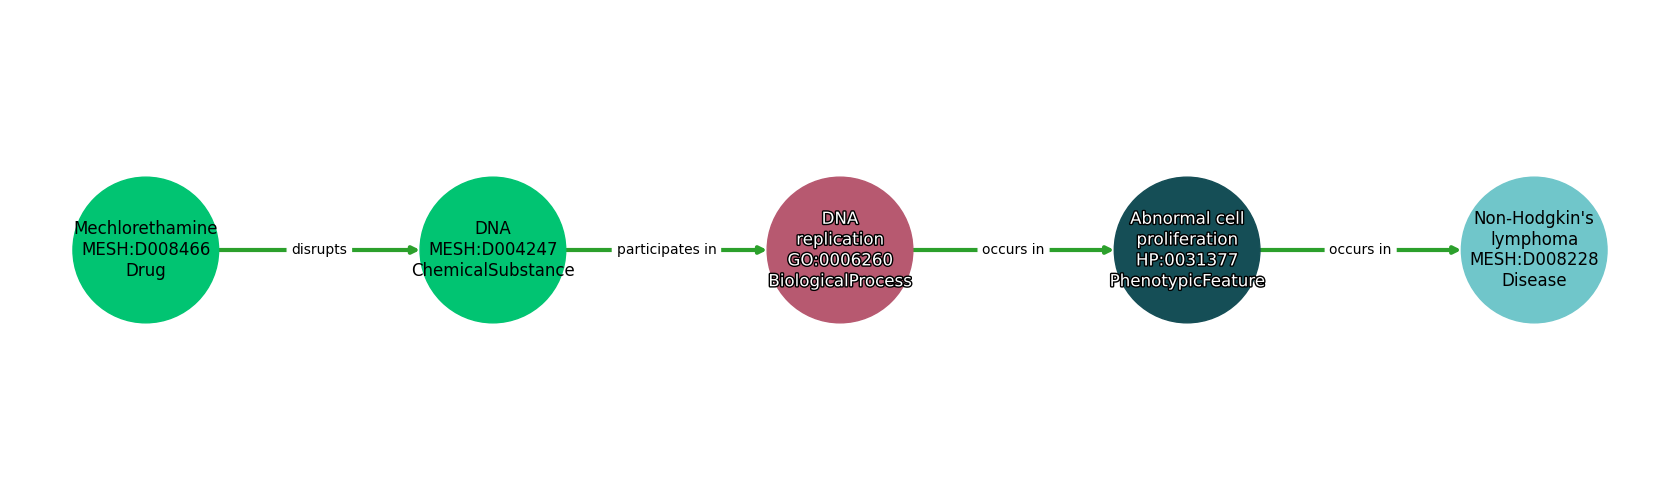 Mechlorethamine
MESH:D008466
Drug
disrupts
DNA
MESH:D004247
ChemicalSubstance
participates in
DNA
replication
GO:0006260
BiologicalProcess
occurs in
Abnormal cell
proliferation
HP:0031377
PhenotypicFeature
occurs in
Non-Hodgkin's
lymphoma
MESH:D008228
Disease